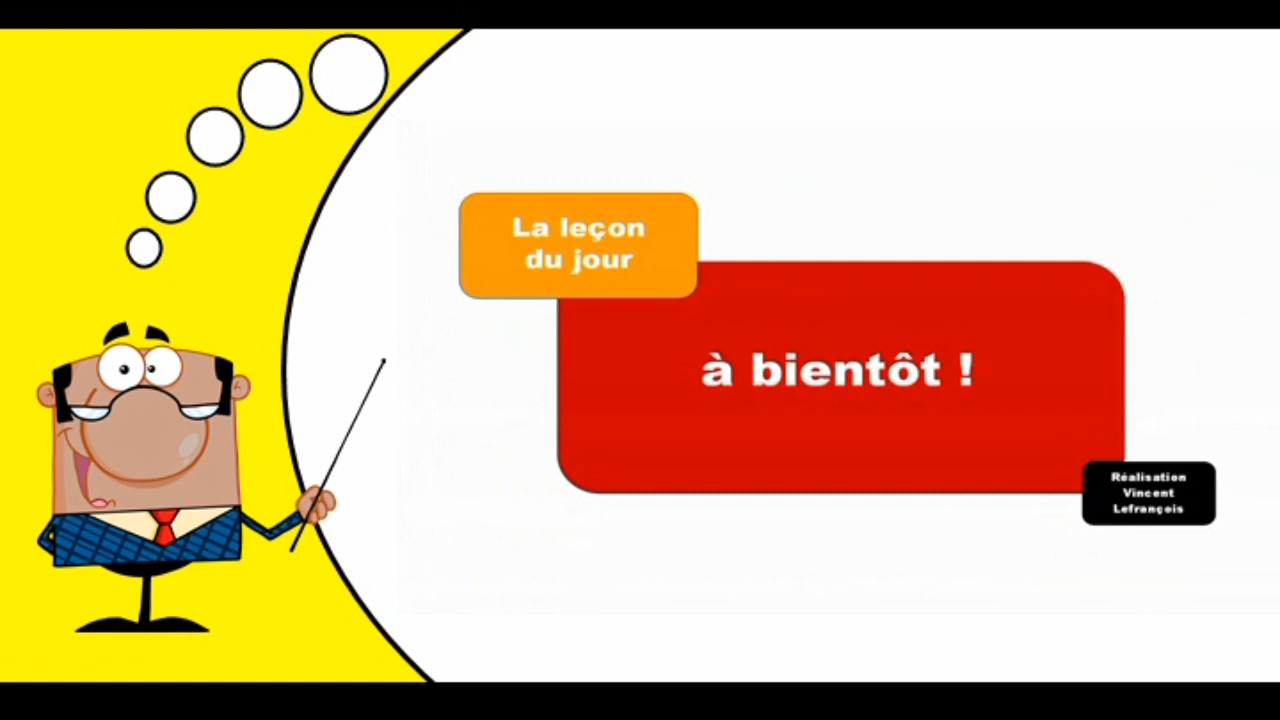 La leçon
du jour
à bientôt !
Réalisation
Vincent
Lefrançois